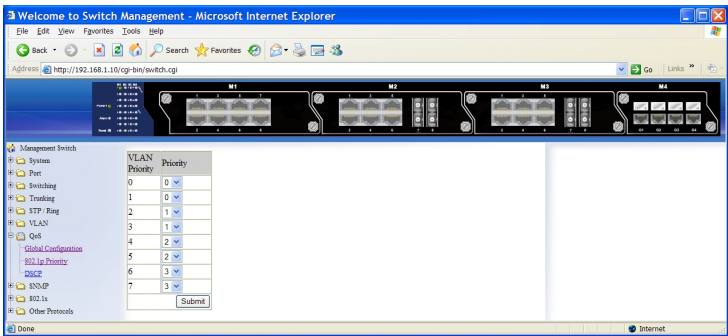 Welcome to Switch Management - Microsoft Internet Explorer
File Edit View Favorites Tools Help
Back Search Favorites
Address http://192.168.1.10/cgi-bin/switch.cgi Go Links »
M1 M2 M3 M4
Management Switch
System
Port
Switching
Trunking
STP / Ring
VLAN
QoS
Global Configuration
802.1p Priority
DSCP
SNMP
802.1x
Other Protocols
VLAN Priority Priority
0 0
1 0
2 1
3 1
4 2
5 2
6 3
7 3
Submit
Done Internet